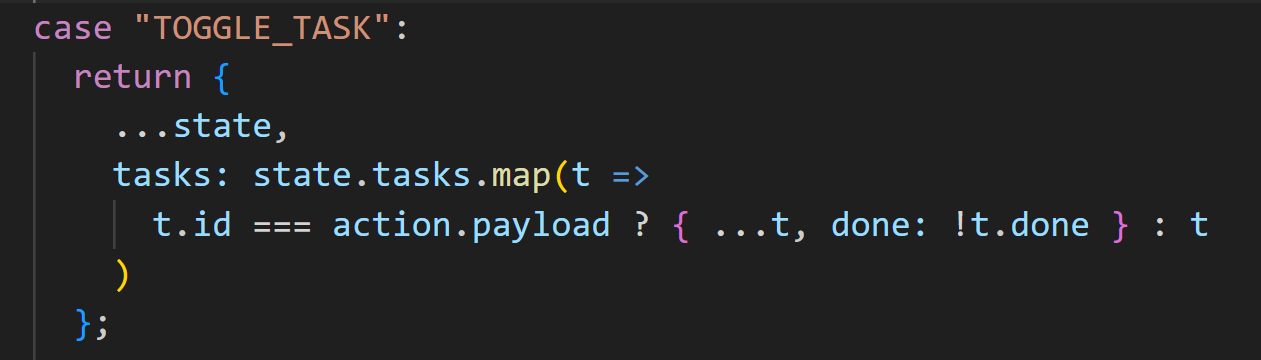 case "TOGGLE_TASK":
  return {
    ...state,
    tasks: state.tasks.map(t =>
      t.id === action.payload ? { ...t, done: !t.done } : t
    )
  };